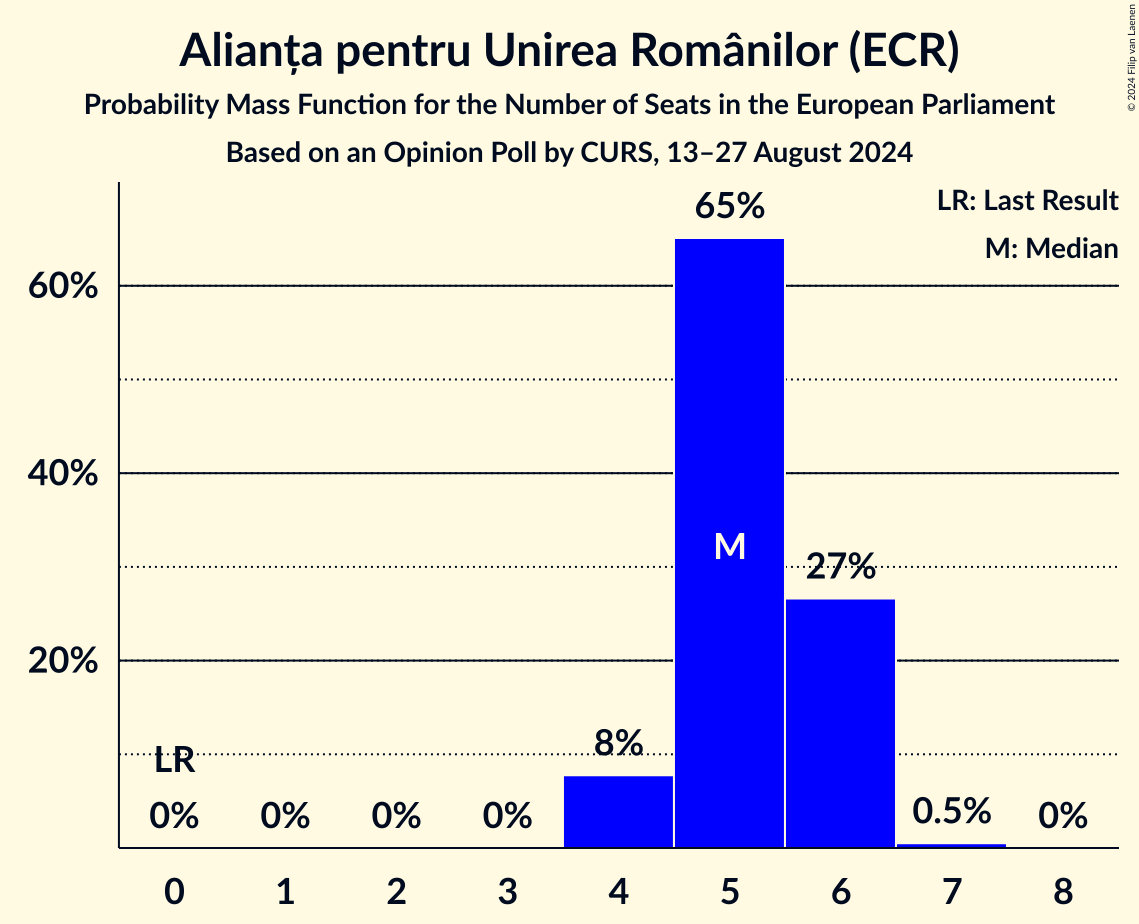 Alianța pentru Unirea Românilor (ECR)
Probability Mass Function for the Number of Seats in the European Parliament
Based on an Opinion Poll by CURS, 13–27 August 2024
© 2024 Filip van Laenen
LR: Last Result
M: Median
65%
60%
40%
M
27%
20%
8%
LR
0% 0% 0% 0% 0.5% 0%
0 1 2 3 4 5 6 7 8